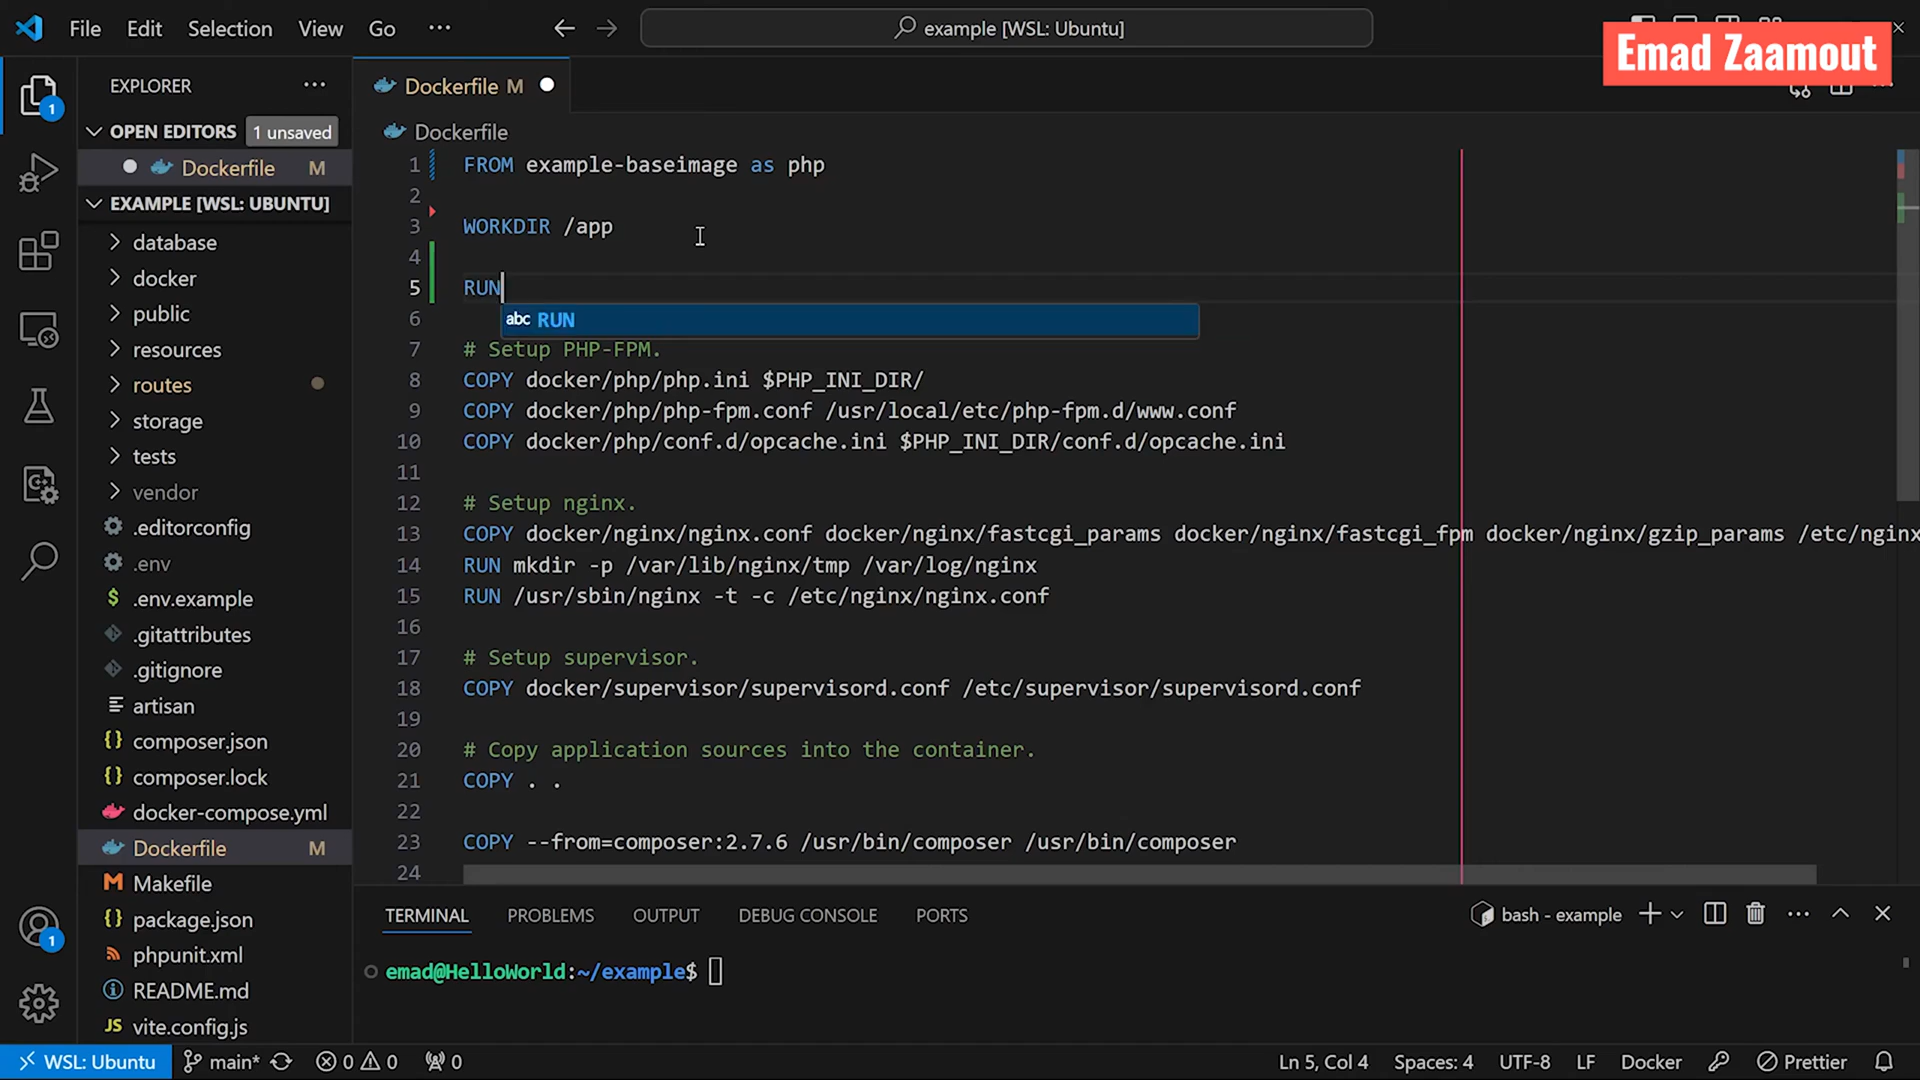 File Edit Selection View Go ··· example [WSL: Ubuntu]
Emad Zaamout
EXPLORER ···
OPEN EDITORS 1 unsaved
Dockerfile M
EXAMPLE [WSL: UBUNTU]
database
docker
public
resources
routes
storage
tests
vendor
.editorconfig
.env
.env.example
.gitattributes
.gitignore
artisan
composer.json
composer.lock
docker-compose.yml
Dockerfile M
Makefile
package.json
phpunit.xml
README.md
vite.config.js
1
1
Dockerfile M
Dockerfile
1 FROM example-baseimage as php
2
3 WORKDIR /app
4
5 RUN
abc RUN
6
7 # Setup PHP-FPM.
8 COPY docker/php/php.ini $PHP_INI_DIR/
9 COPY docker/php/php-fpm.conf /usr/local/etc/php-fpm.d/www.conf
10 COPY docker/php/conf.d/opcache.ini $PHP_INI_DIR/conf.d/opcache.ini
11
12 # Setup nginx.
13 COPY docker/nginx/nginx.conf docker/nginx/fastcgi_params docker/nginx/fastcgi_fpm docker/nginx/gzip_params /etc/nginx
14 RUN mkdir -p /var/lib/nginx/tmp /var/log/nginx
15 RUN /usr/sbin/nginx -t -c /etc/nginx/nginx.conf
16
17 # Setup supervisor.
18 COPY docker/supervisor/supervisord.conf /etc/supervisor/supervisord.conf
19
20 # Copy application sources into the container.
21 COPY . .
22
23 COPY --from=composer:2.7.6 /usr/bin/composer /usr/bin/composer
24
TERMINAL PROBLEMS OUTPUT DEBUG CONSOLE PORTS bash - example
emad@HelloWorld:~/example$
WSL: Ubuntu main* 0 0 0 Ln 5, Col 4 Spaces: 4 UTF-8 LF Docker Prettier